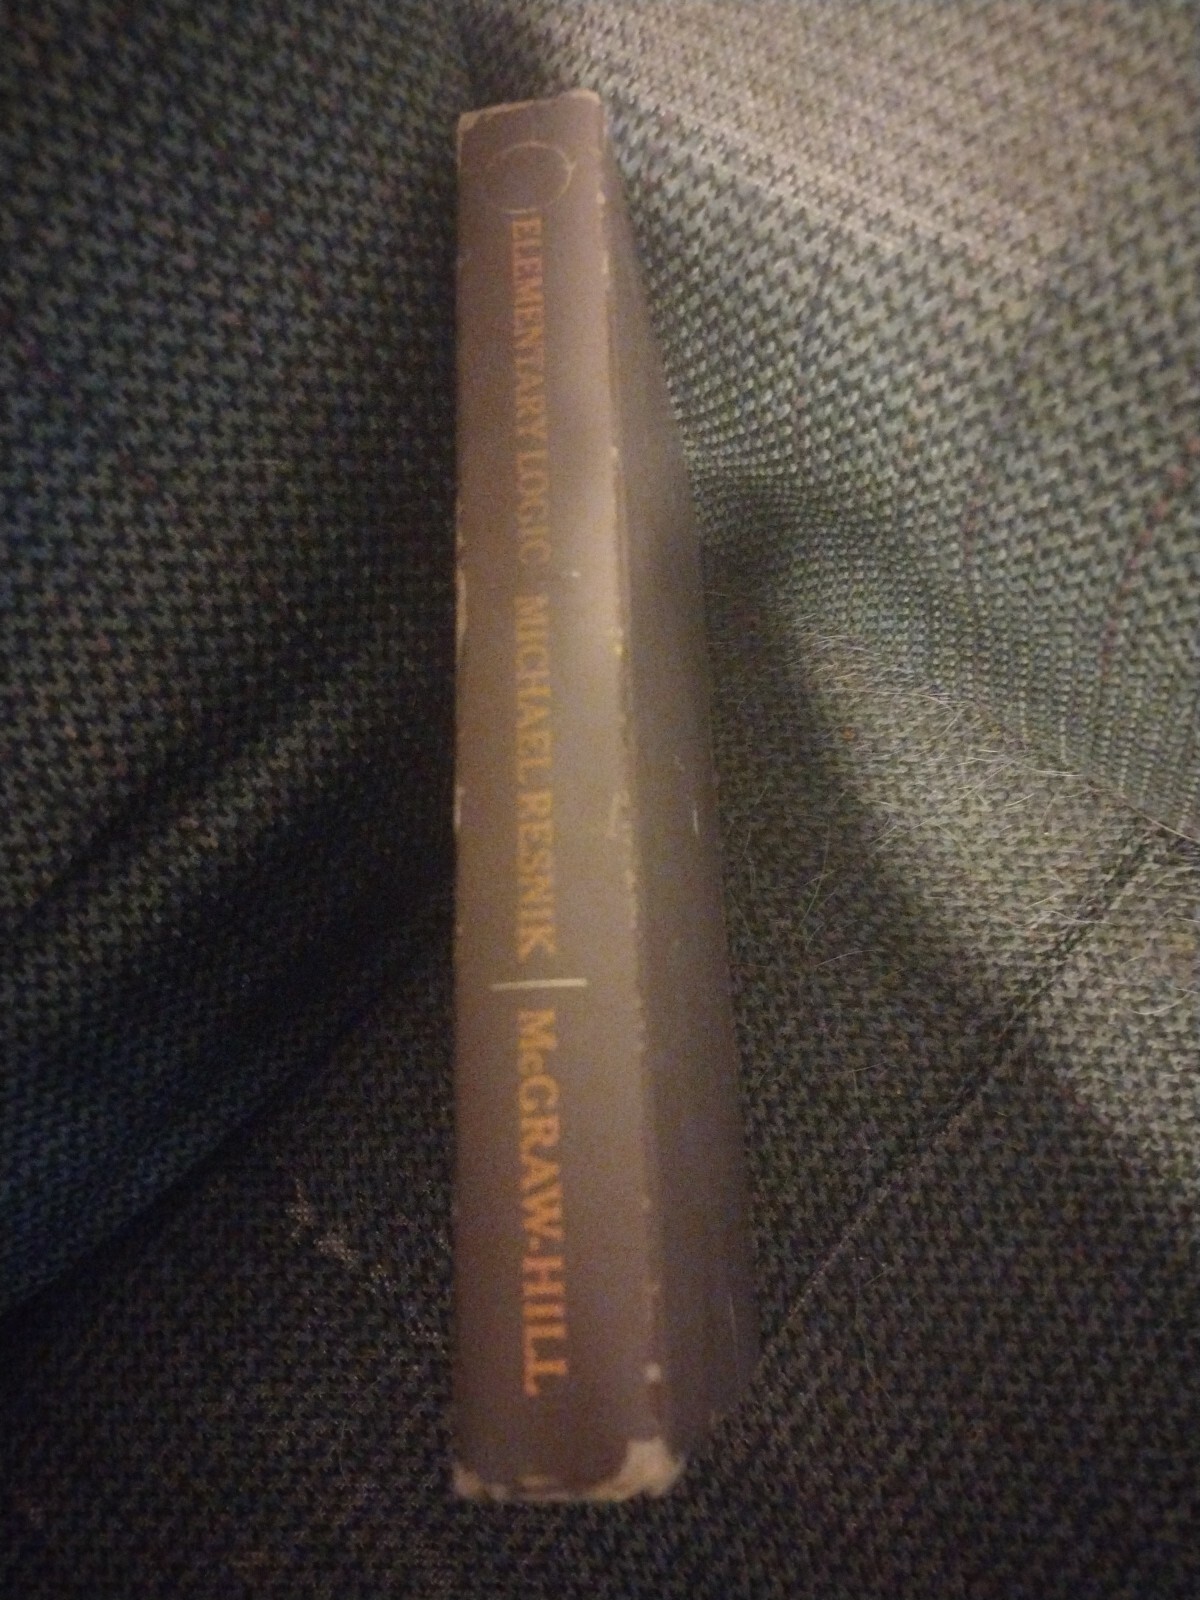 ELEMENTARY LOGIC MICHAEL RESNIK | McGRAW-HILL